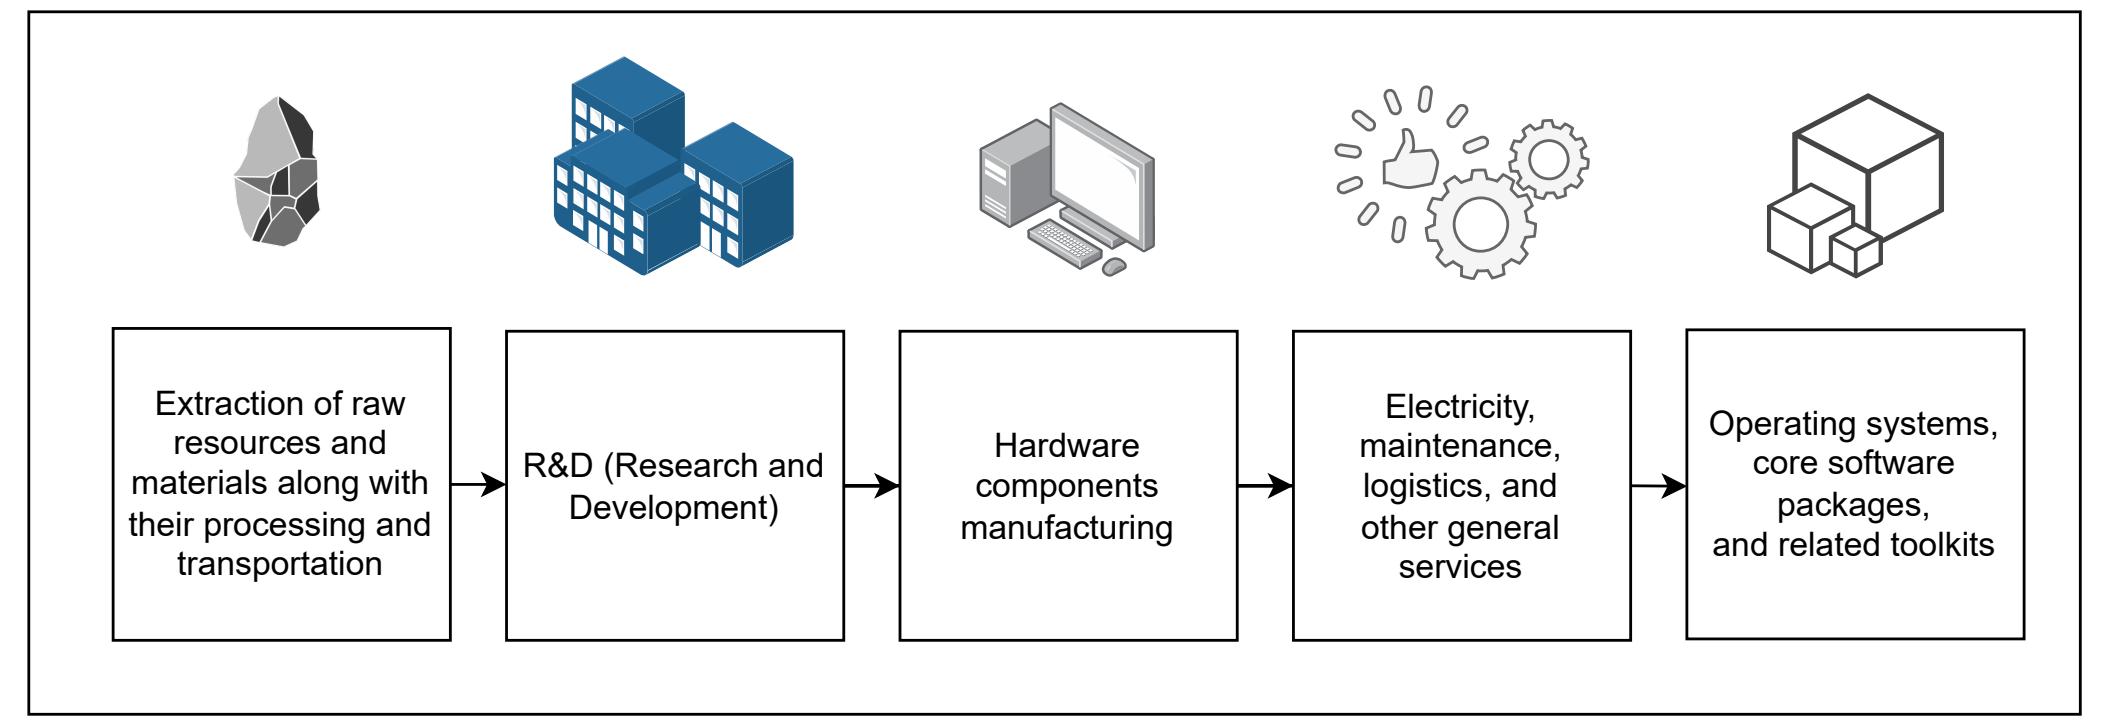 Extraction of raw
resources and
materials along with
their processing and
transportation
R&D (Research and
Development)
Hardware
components
manufacturing
Electricity,
maintenance,
logistics, and
other general
services
Operating systems,
core software
packages,
and related toolkits